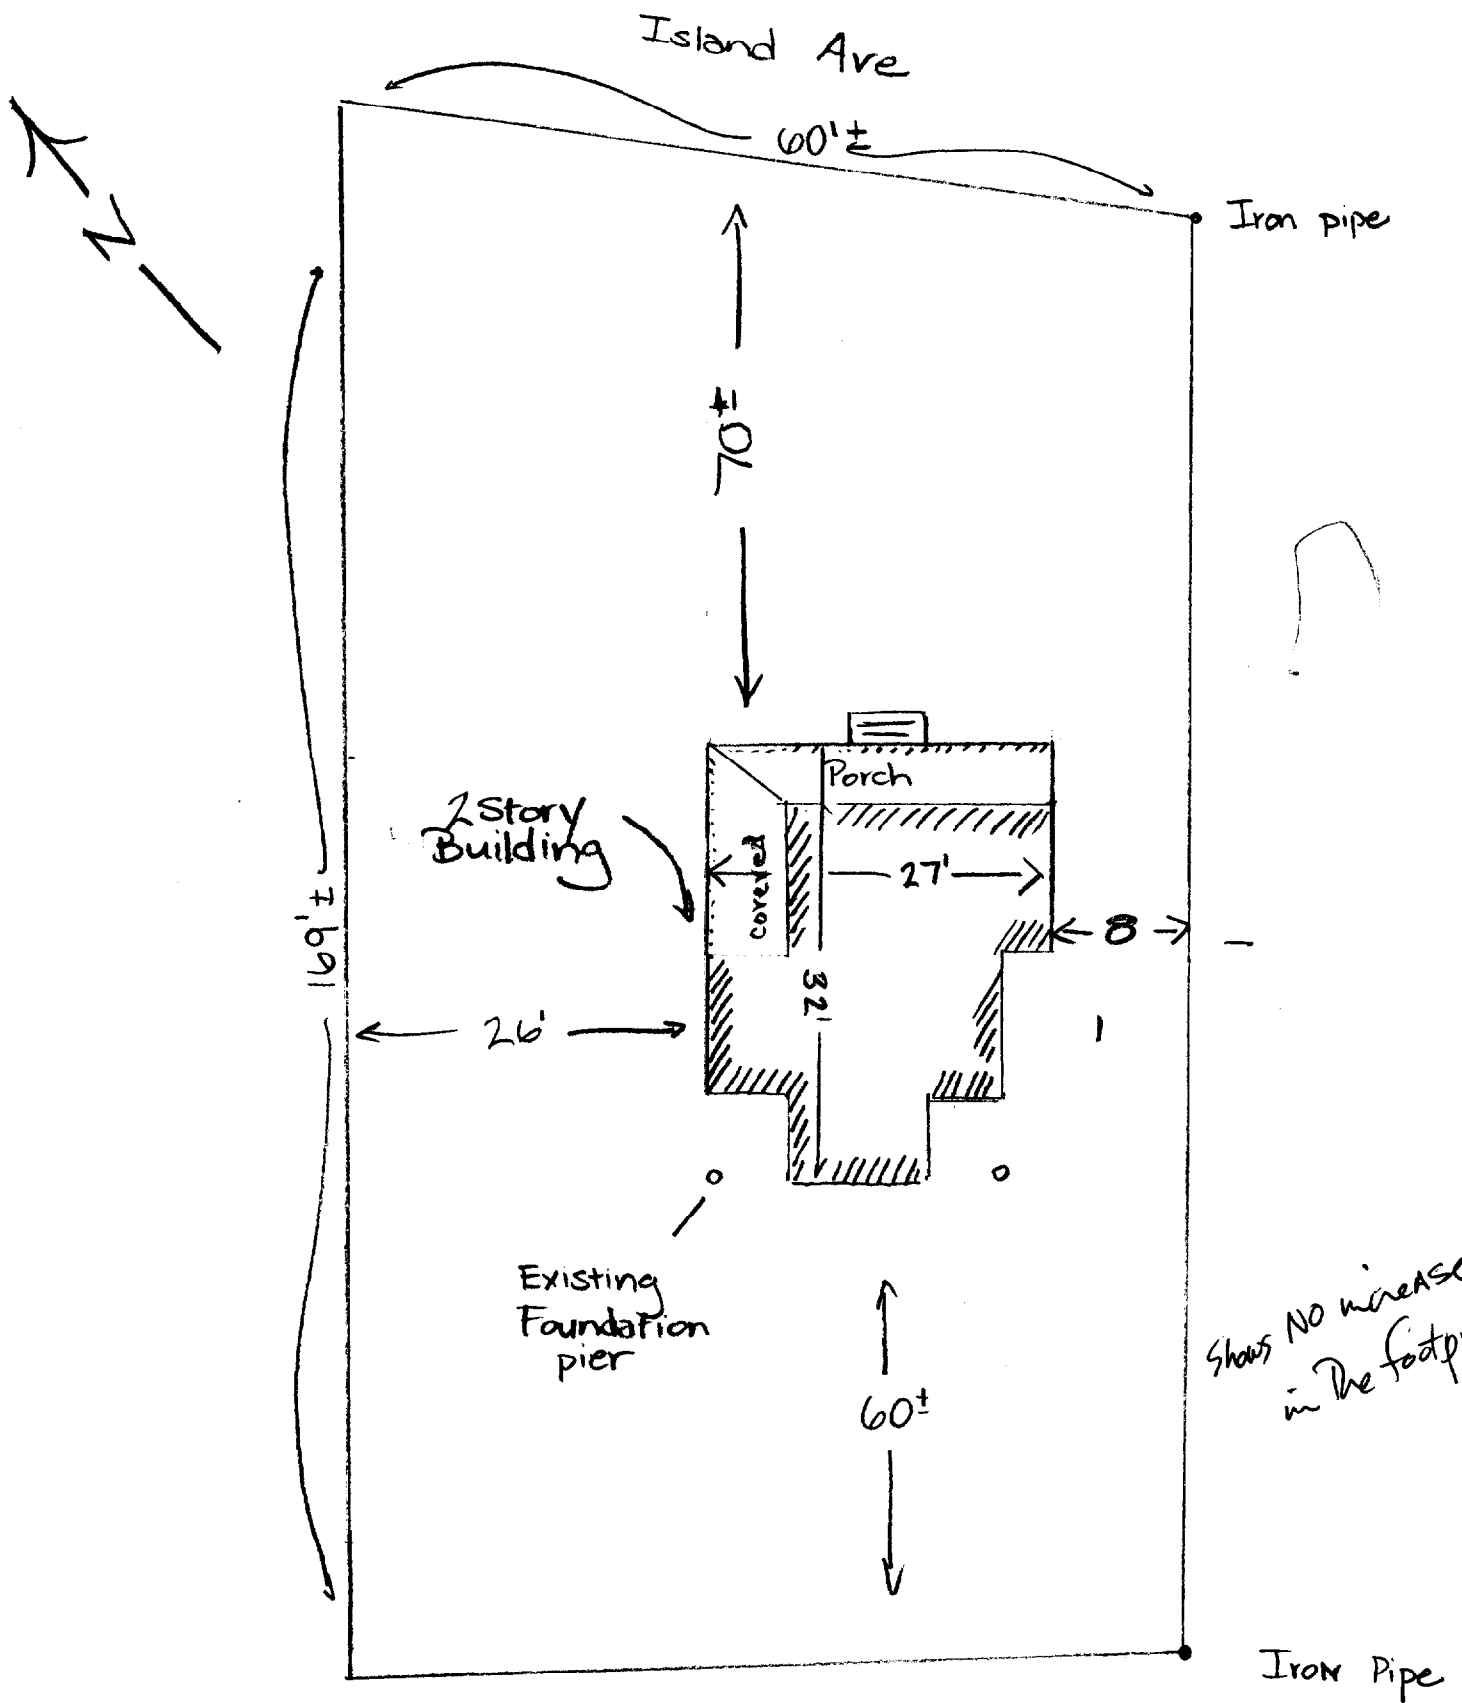 Island Ave
60'±
Iron pipe
N
70'±
Porch
2 Story
Building
covered
27'
8
169'±
32'
26'
Existing
Foundation
pier
60±
Shows NO increase
in The
Iron Pipe